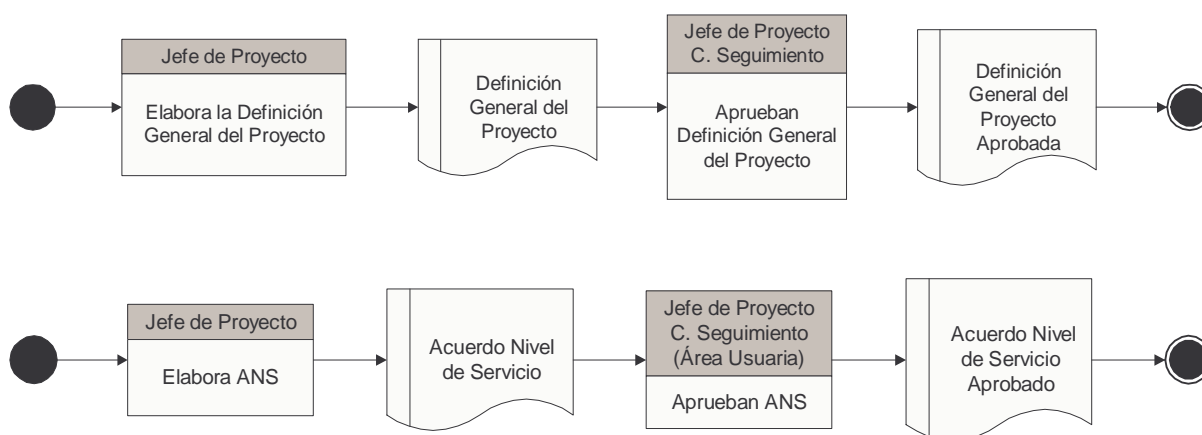 Jefe de Proyecto
Elabora la Definición
General del Proyecto
Definición
General del
Proyecto
Jefe de Proyecto
C. Seguimiento
Aprueban
Definición General
del Proyecto
Definición
General del
Proyecto
Aprobada
Jefe de Proyecto
Elabora ANS
Acuerdo Nivel
de Servicio
Jefe de Proyecto
C. Seguimiento
(Área Usuaria)
Aprueban ANS
Acuerdo Nivel
de Servicio
Aprobado